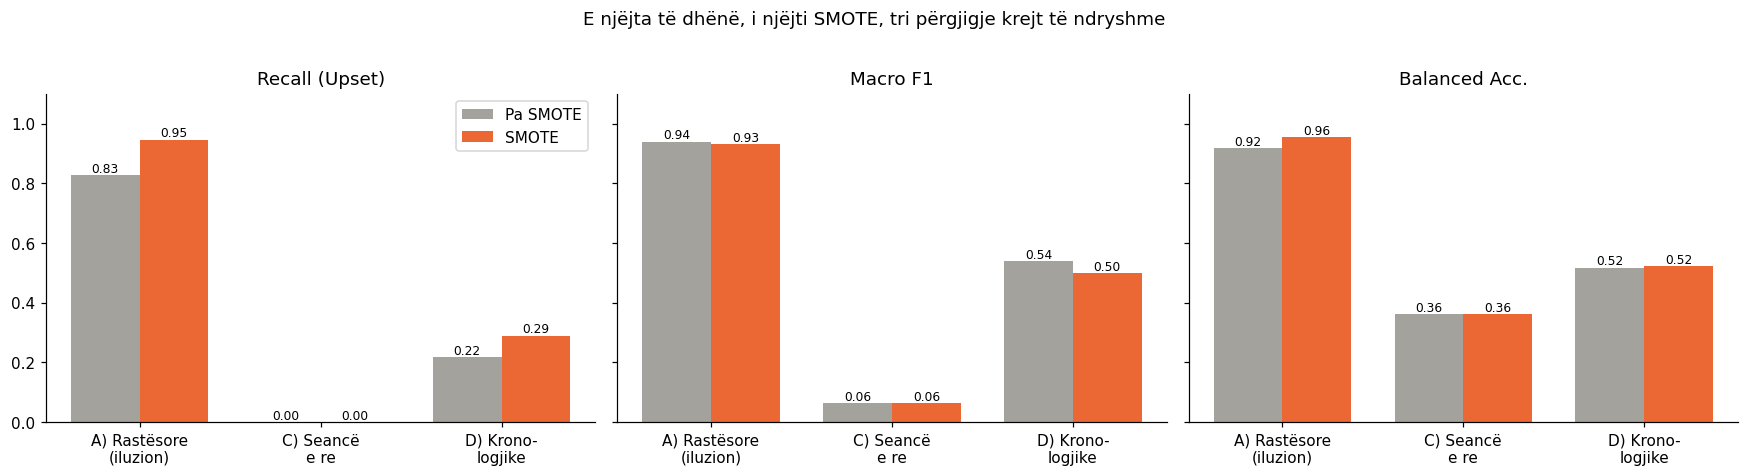 E njëjta të dhënë, i njëjti SMOTE, tri përgjigje krejt të ndryshme
Recall (Upset)
Pa SMOTE
SMOTE
1.0
0.8
0.6
0.4
0.2
0.0
0.83
0.95
0.00
0.00
0.22
0.29
A) Rastësore
(iluzion)
C) Seancë
e re
D) Krono-
logjike
Macro F1
0.94
0.93
0.06
0.06
0.54
0.50
A) Rastësore
(iluzion)
C) Seancë
e re
D) Krono-
logjike
Balanced Acc.
0.92
0.96
0.36
0.36
0.52
0.52
A) Rastësore
(iluzion)
C) Seancë
e re
D) Krono-
logjike